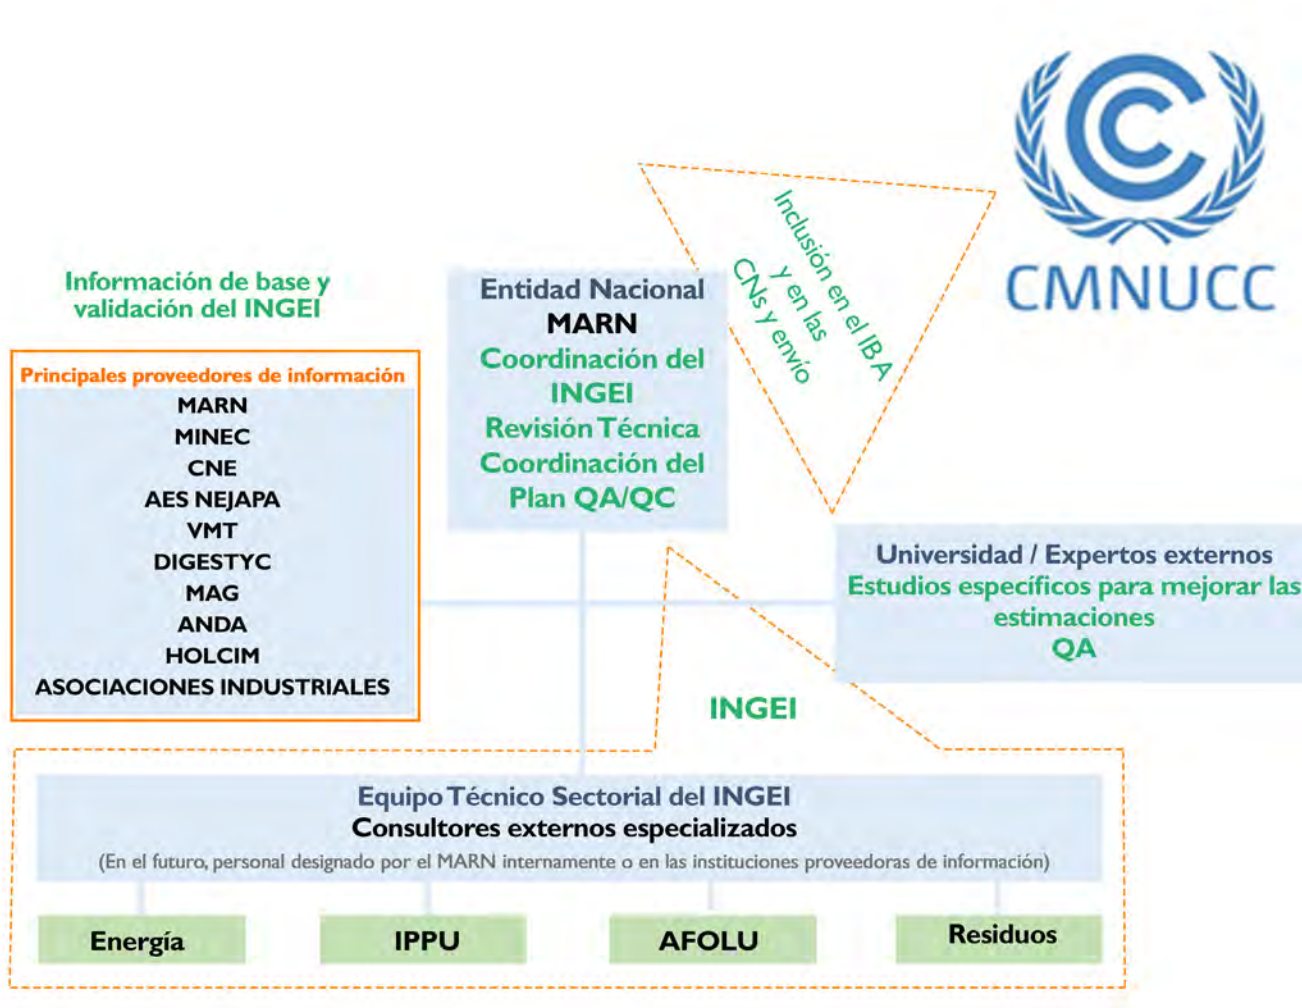 CMNUCC
Inclusión en el IBA
y en las
CNs y envío
Información de base y
validación del INGEI
Principales proveedores de información
MARN
MINEC
CNE
AES NEJAPA
VMT
DIGESTYC
MAG
ANDA
HOLCIM
ASOCIACIONES INDUSTRIALES
Entidad Nacional
MARN
Coordinación del
INGEI
Revisión Técnica
Coordinación del
Plan QA/QC
Universidad / Expertos externos
Estudios específicos para mejorar las
estimaciones
QA
INGEI
Equipo Técnico Sectorial del INGEI
Consultores externos especializados
(En el futuro, personal designado por el MARN internamente o en las instituciones proveedoras de información)
Energía
IPPU
AFOLU
Residuos